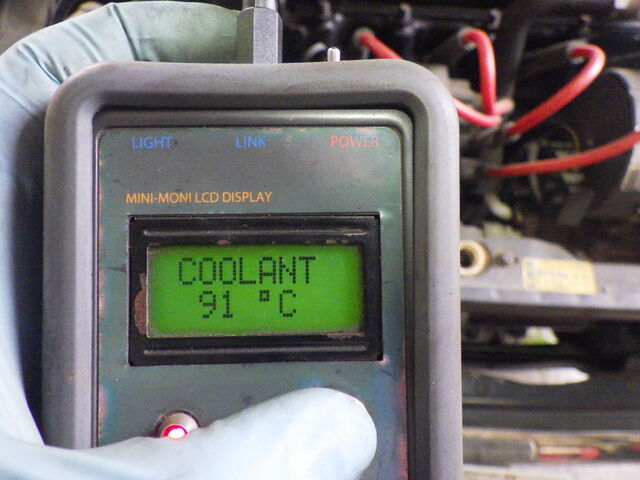 LIGHT LINK POWER
MINI-MONI LCD DISPLAY
COOLANT
91 °C